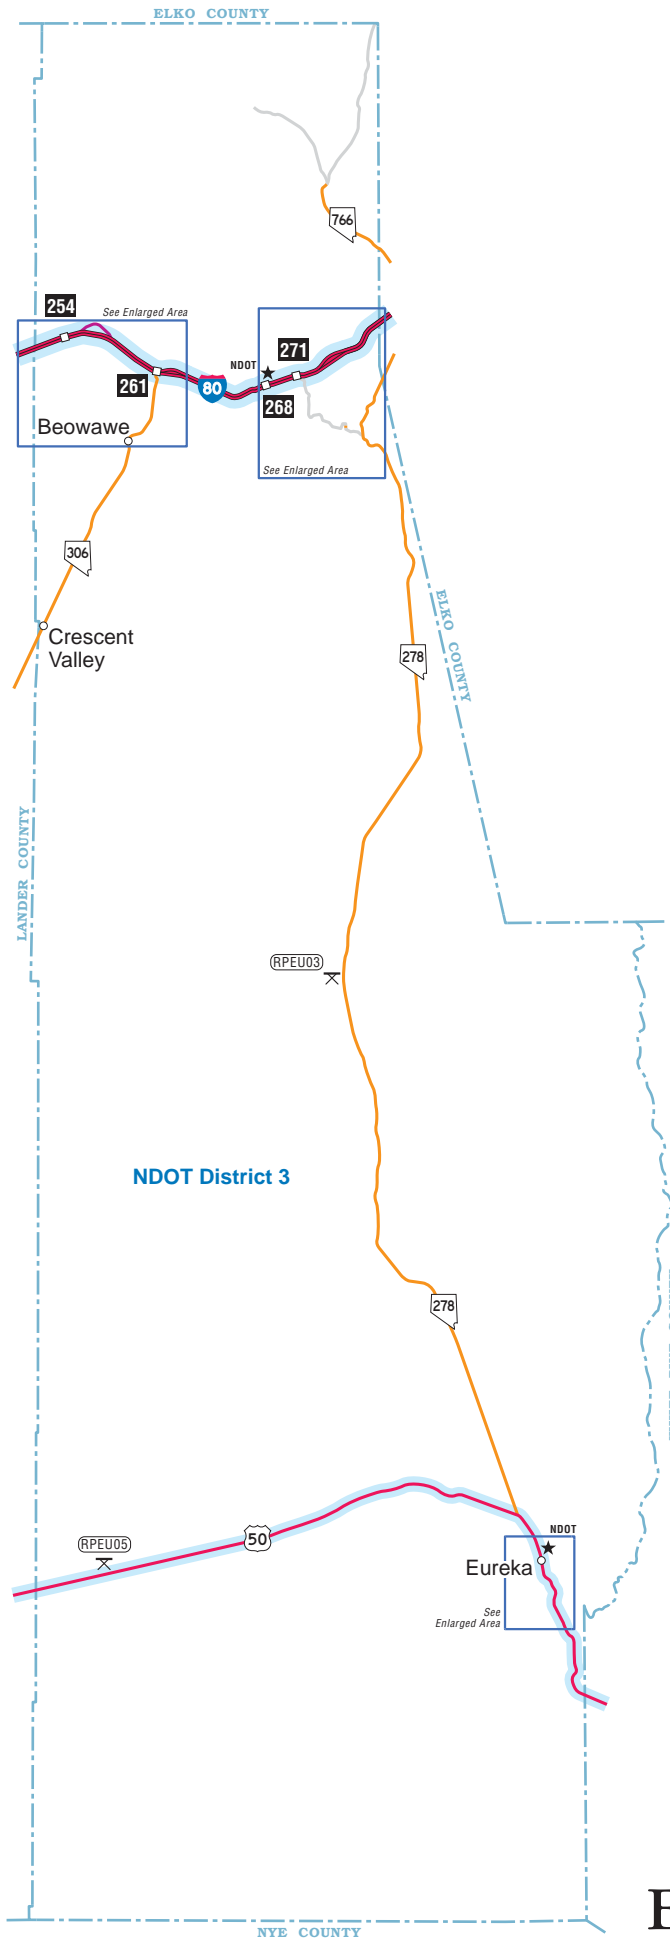 ELKO COUNTY
766
254
See Enlarged Area
271
NDOT
261
80
268
Beowawe
See Enlarged Area
306
ELKO COUNTY
Crescent
Valley
278
LANDER COUNTY
RPEU03
NDOT District 3
278
RPEU05
50
NDOT
Eureka
See
Enlarged Area
E
NYE COUNTY